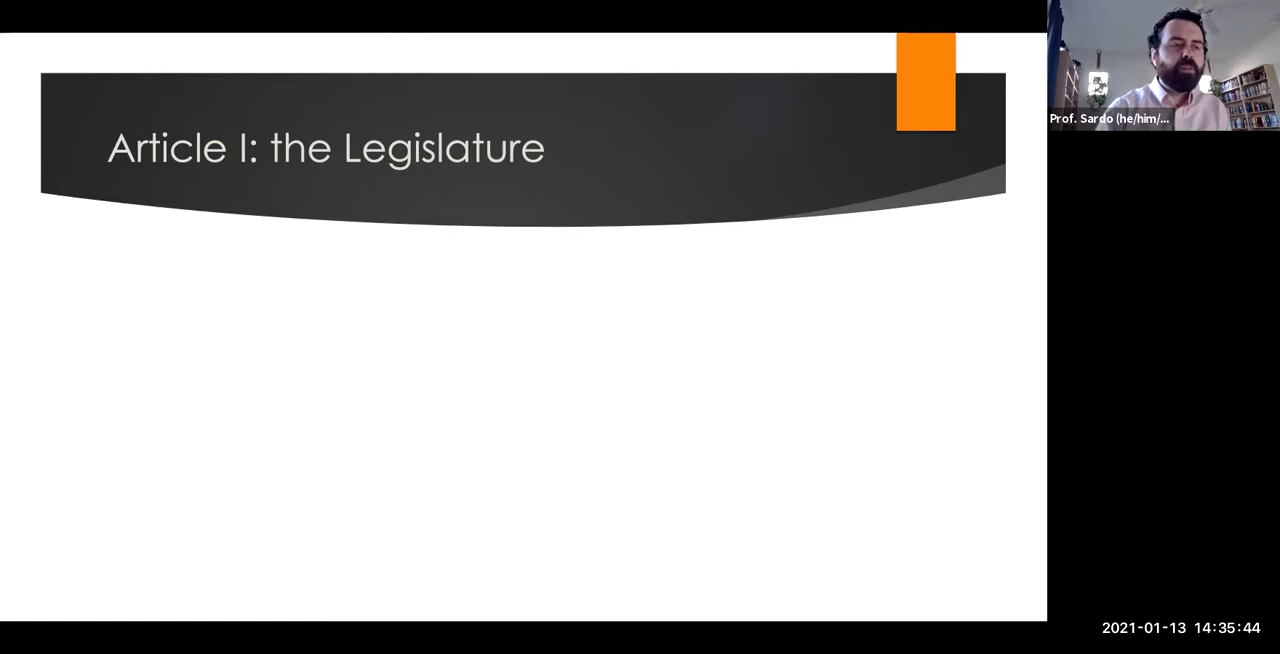 Article I: the Legislature
Prof. Sardo (he/him/...
2021-01-13 14:35:44